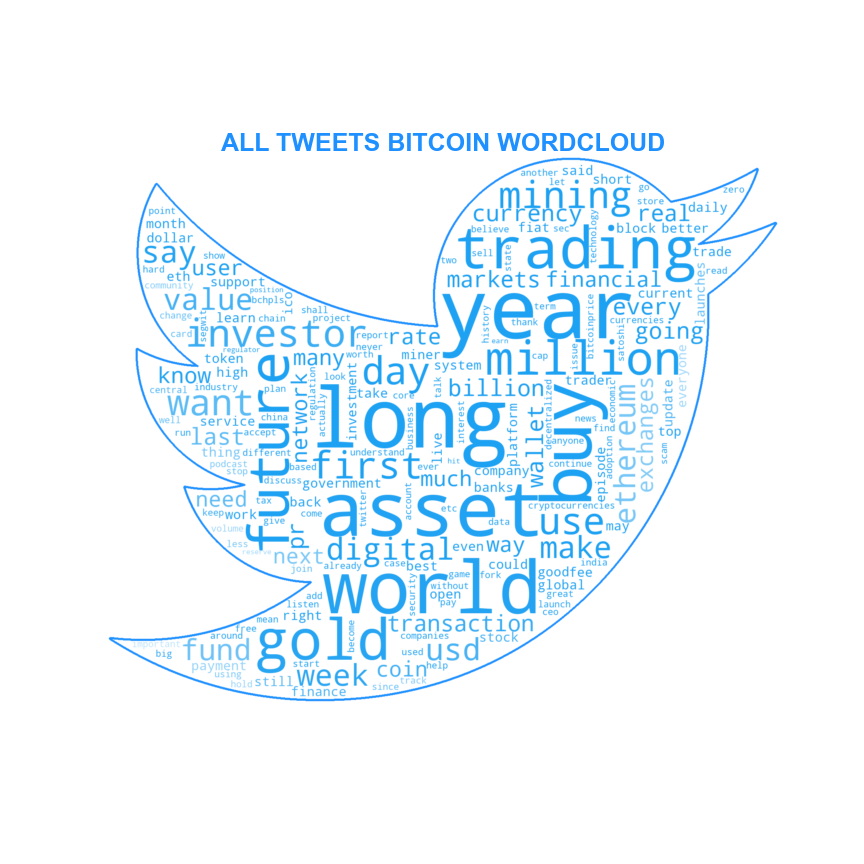 ALL TWEETS BITCOIN WORDCLOUD
another
said
let
short
go
zero
mining
store
point
month
currency
real
daily
dollar
show
believe
fiat
sec
technology
block
better
say
hard
user
two
trading
sell
state
trade
eth
support
markets
financial
read
community
bchpls
ico
current
launches
position
value
shall
year
term
every
change
learn
chain
project
history
thank
bitcoinprice
currencies
segwit
card
investor
report
rate
earn
satoshi
going
never
million
cap
issue
regulator
token
many
worth
miner
system
everyone
industry
high
look
day
talk
trader
know
central
plan
regulation
investment
billion
economic
update
future
china
take
core
long
buy
ethereum
exchanges
want
actually
business
live
interest
platform
wallet
decentralized
news
well
service
accept
network
find
top
run
last
different
understand
anyone
adoption
scam
podcast
thing
stop
based
first
ever
hit
continue
episode
discuss
government
much
company
need
tax
back
twitter
account
banks
cryptocurrencies
keep
work
give
come
asset
etc
data
use
may
volume
pr
less
digital
even
way
make
reserve
next
already
case
best
could
india
join
game
fork
goodfee
security
without
open
global
add
pay
great
listen
world
launch
ceo
mean
right
free
transaction
around
gold
become
companies
stock
important
fund
used
usd
big
payment
start
week
coin
help
using
still
hold
since
track
finance